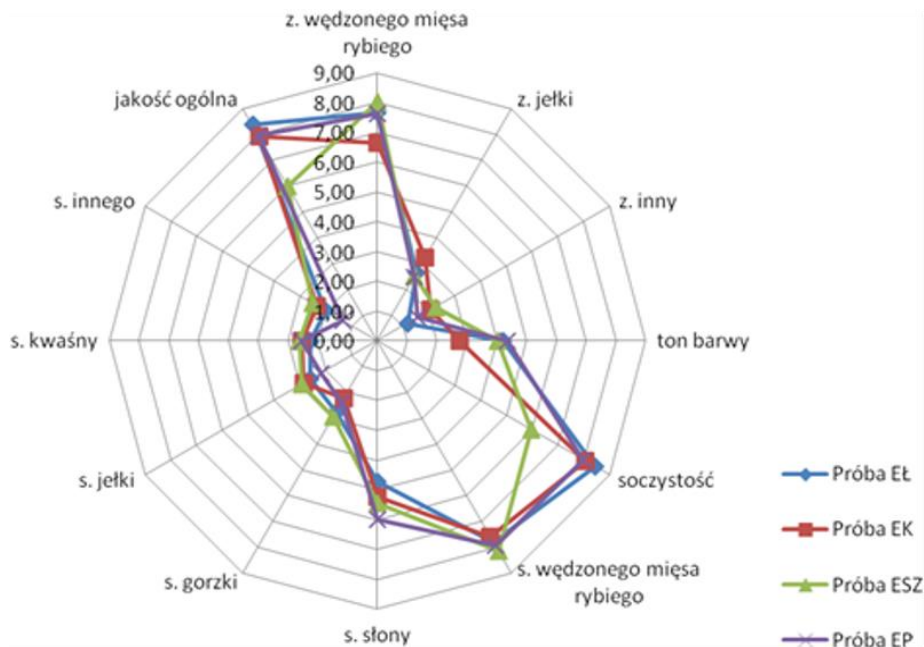 z. wędzonego mięsa
rybiego
9,00
8,00
7,00
6,00
5,00
4,00
3,00
2,00
1,00
0,00
z. jełki
z. inny
ton barwy
soczystość
s. wędzonego mięsa
rybiego
s. słony
s. gorzki
s. jełki
s. kwaśny
s. innego
jakość ogólna
Próba EŁ
Próba EK
Próba ESZ
Próba EP